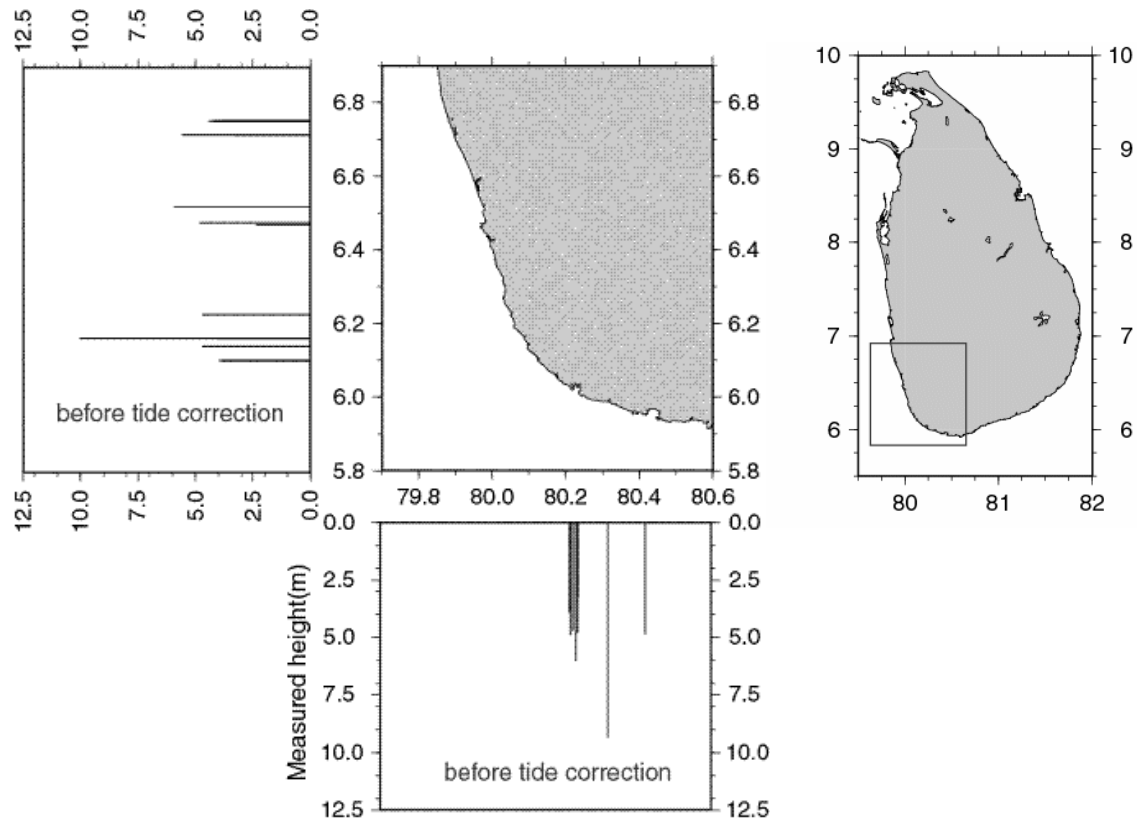 12.5 10.0 7.5 5.0 2.5 0.0
before tide correction
12.5 10.0 7.5 5.0 2.5 0.0
6.8 6.8
6.6 6.6
6.4 6.4
6.2 6.2
6.0 6.0
5.8 5.8
79.8 80.0 80.2 80.4 80.6
10 10
9 9
8 8
7 7
6 6
80 81 82
Measured height(m)
0.0 0.0
2.5 2.5
5.0 5.0
7.5 7.5
10.0 10.0
before tide correction
12.5 12.5